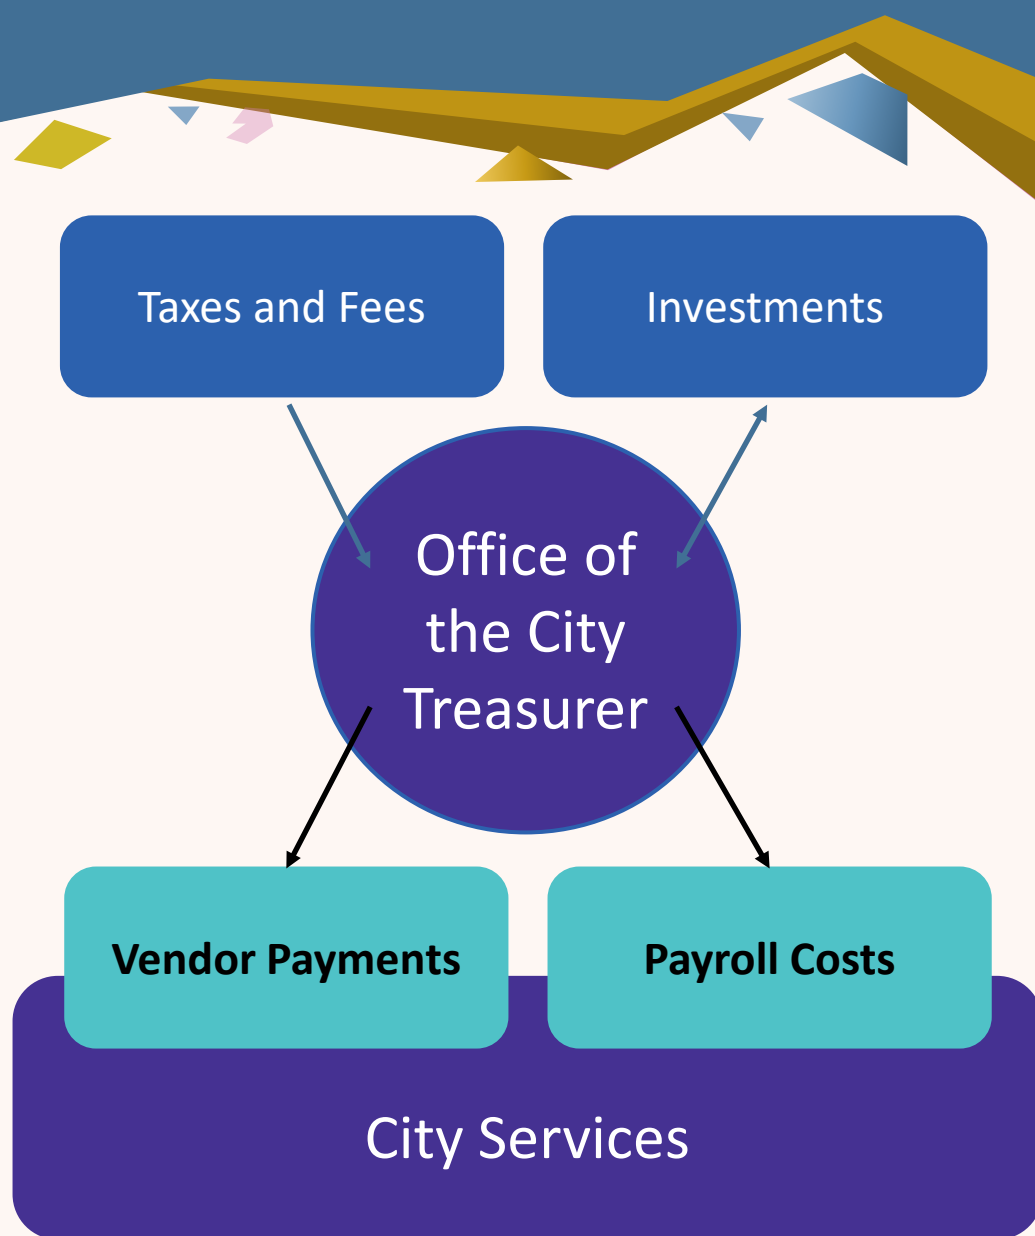 Taxes and Fees
Investments
Office of
the City
Treasurer
Vendor Payments
Payroll Costs
City Services